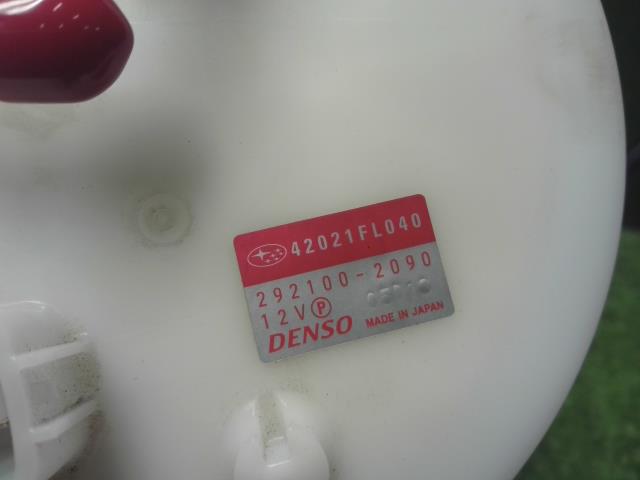 42021FL040
292100-2090
12V Ⓟ
DENSO MADE IN JAPAN